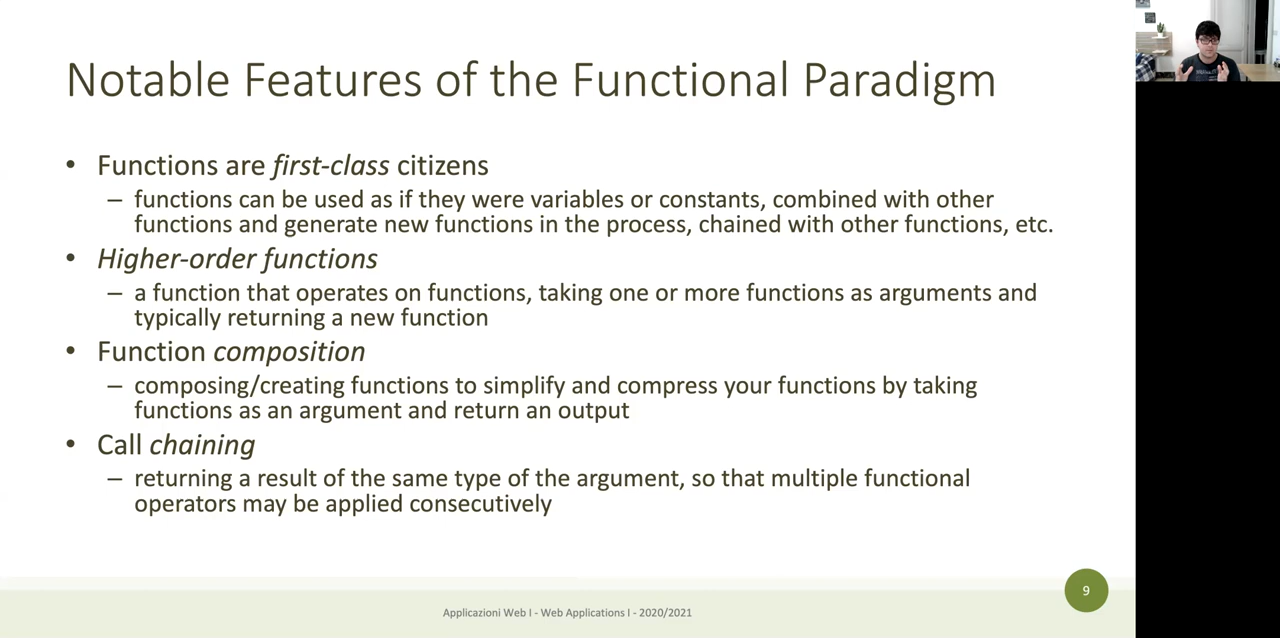 Notable Features of the Functional Paradigm
• Functions are first-class citizens
– functions can be used as if they were variables or constants, combined with other
functions and generate new functions in the process, chained with other functions, etc.
• Higher-order functions
– a function that operates on functions, taking one or more functions as arguments and
typically returning a new function
• Function composition
– composing/creating functions to simplify and compress your functions by taking
functions as an argument and return an output
• Call chaining
– returning a result of the same type of the argument, so that multiple functional
operators may be applied consecutively
9
Applicazioni Web I - Web Applications I - 2020/2021